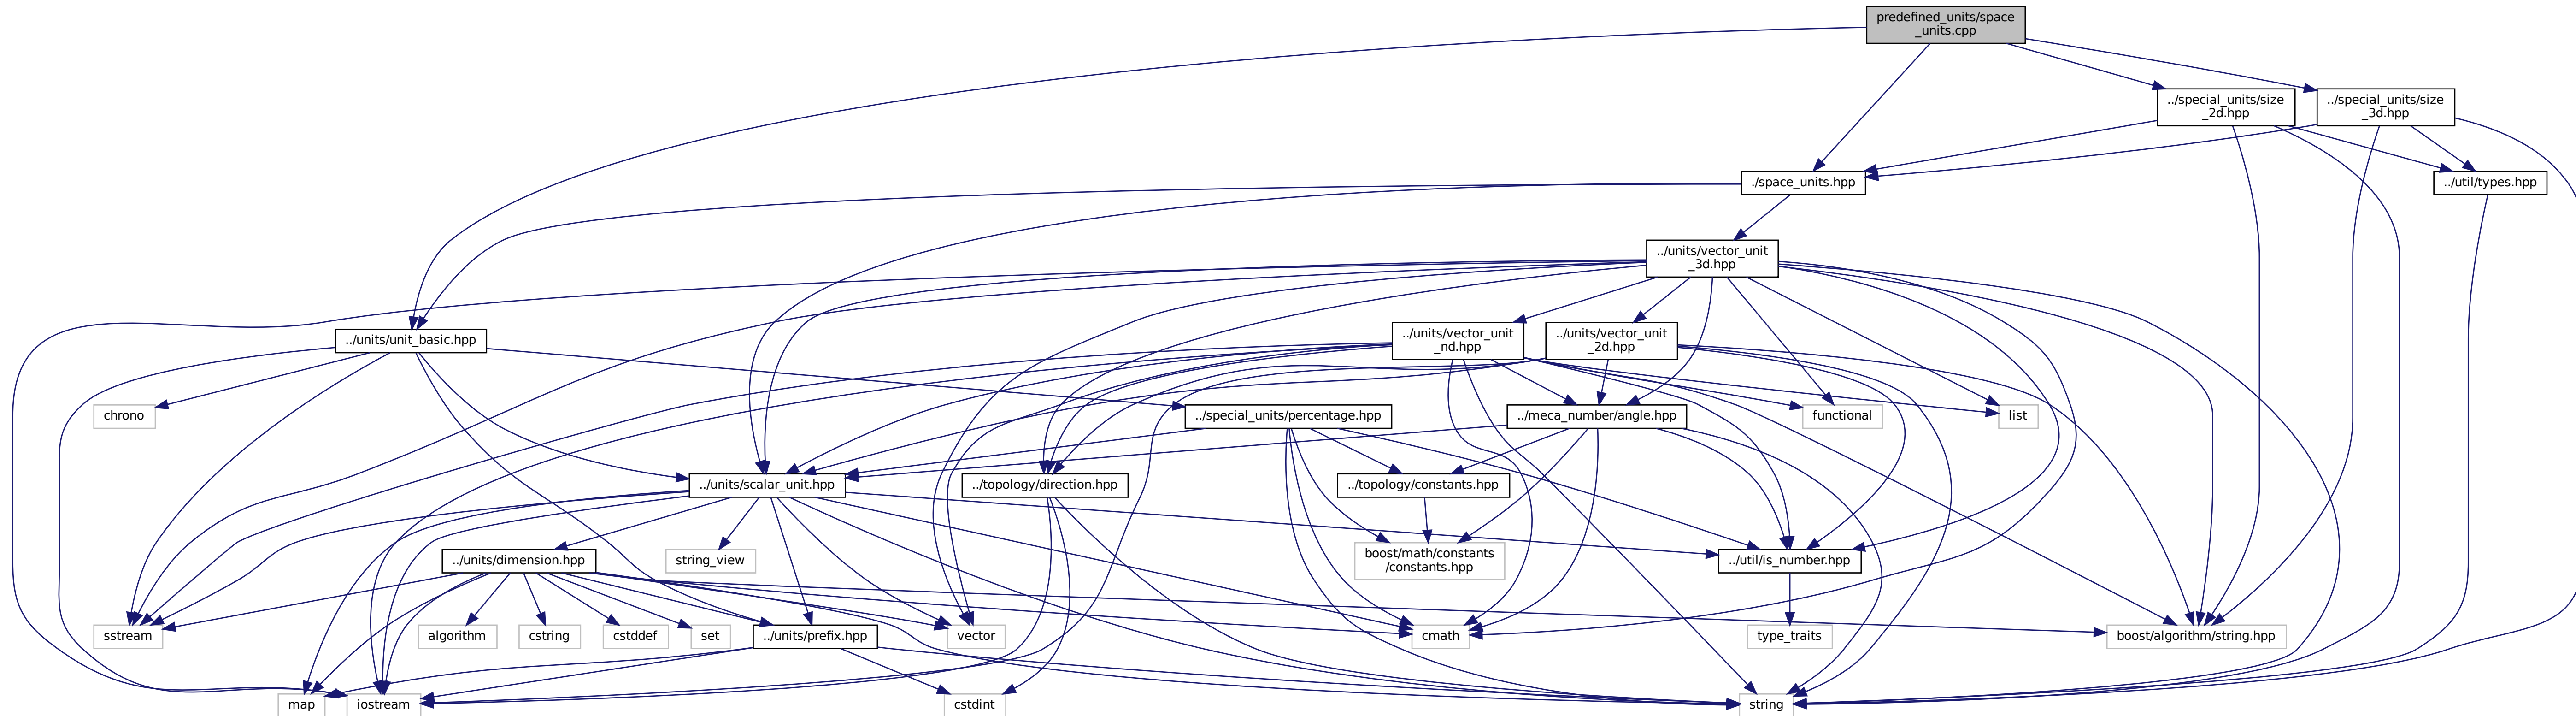 predefined_units/space
_units.cpp
../special_units/size
_2d.hpp
../special_units/size
_3d.hpp
./space_units.hpp
../util/types.hpp
../units/vector_unit
_3d.hpp
../units/unit_basic.hpp
../units/vector_unit
_nd.hpp
../units/vector_unit
_2d.hpp
chrono
../special_units/percentage.hpp
../meca_number/angle.hpp
functional
list
../units/scalar_unit.hpp
../topology/direction.hpp
../topology/constants.hpp
../units/dimension.hpp
string_view
boost/math/constants
/constants.hpp
../util/is_number.hpp
sstream
algorithm
cstring
cstddef
set
../units/prefix.hpp
vector
cmath
type_traits
boost/algorithm/string.hpp
map
iostream
cstdint
string